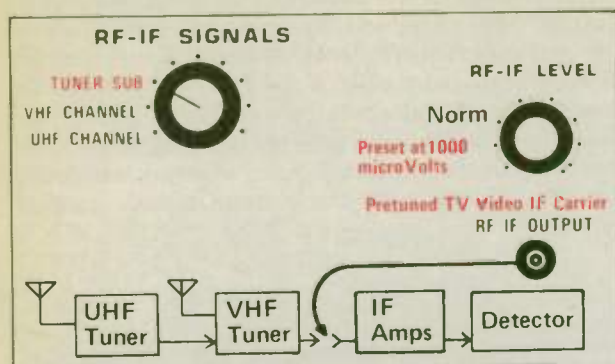 RF-IF SIGNALS
TUNER SUB
VHF CHANNEL
UHF CHANNEL
RF-IF LEVEL
Norm
Preset at 1000
microVolts
Pretuned TV Video IF Carrier
RF IF OUTPUT
UHF
Tuner
VHF
Tuner
IF
Amps
Detector